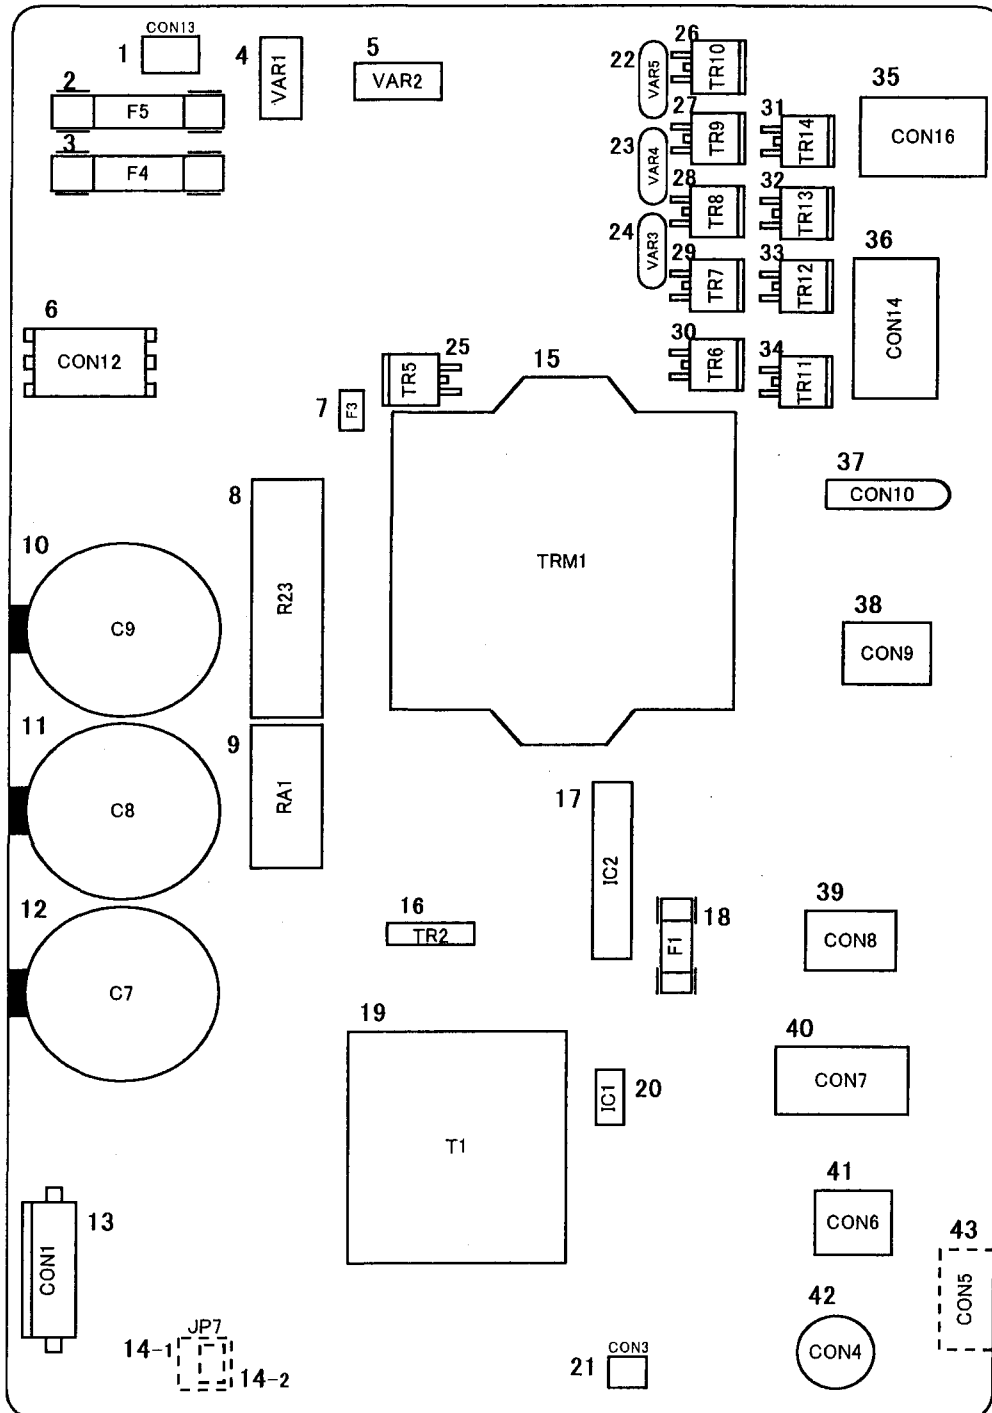 CON13
1
4
VAR1
5
VAR2
2
F5
3
F4
22
VAR5
26
TR10
23
VAR4
27
TR9
31
TR14
35
CON16
28
TR8
32
TR13
24
VAR3
29
TR7
33
TR12
36
CON14
30
TR6
34
TR11
6
CON12
25
TR5
7
F3
15
TRM1
37
CON10
8
R23
10
C9
38
CON9
11
C8
9
RA1
17
IC2
12
C7
16
TR2
18
F1
39
CON8
19
T1
20
IC1
40
CON7
41
CON6
43
CON5
13
CON1
42
CON4
JP7
14-1
14-2
CON3
21